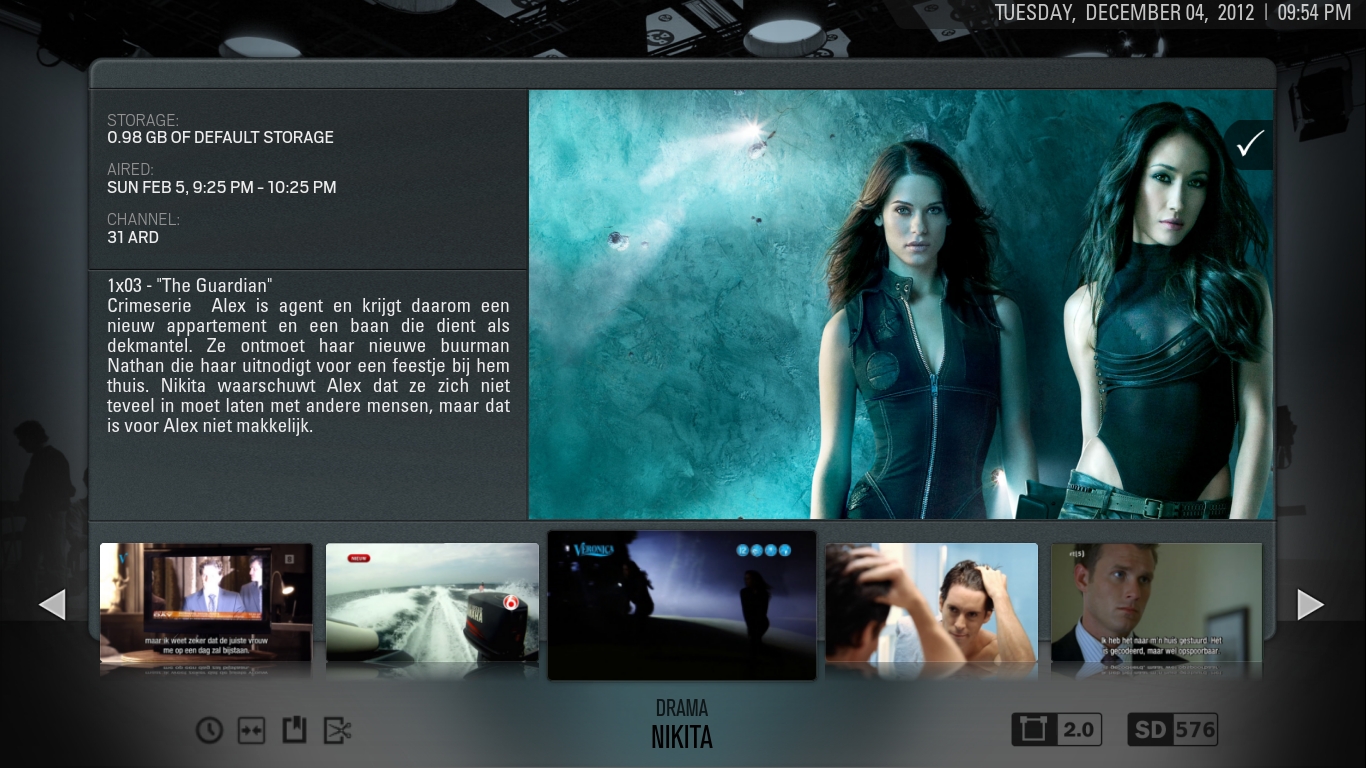 TUESDAY, DECEMBER 04, 2012 | 09:54 PM
STORAGE:
0.98 GB OF DEFAULT STORAGE
AIRED:
SUN FEB 5, 9:25 PM - 10:25 PM
CHANNEL:
31 ARD
1x03 - "The Guardian"
Crimeserie Alex is agent en krijgt daarom een
nieuw appartement en een baan die dient als
dekmantel. Ze ontmoet haar nieuwe buurman
Nathan die haar uitnodigt voor een feestje bij hem
thuis. Nikita waarschuwt Alex dat ze zich niet
teveel in moet laten met andere mensen, maar dat
is voor Alex niet makkelijk.
maar ik weet zeker dat de juiste vrouw
me op een dag zal bijstaan.
NIEUW
YAMAHA
VERONICA
12
Ik heb het naar m'n huis gestuurd. Het
is gecodeerd, maar wel opspoorbaar
DRAMA
NIKITA
2.0
SD 576